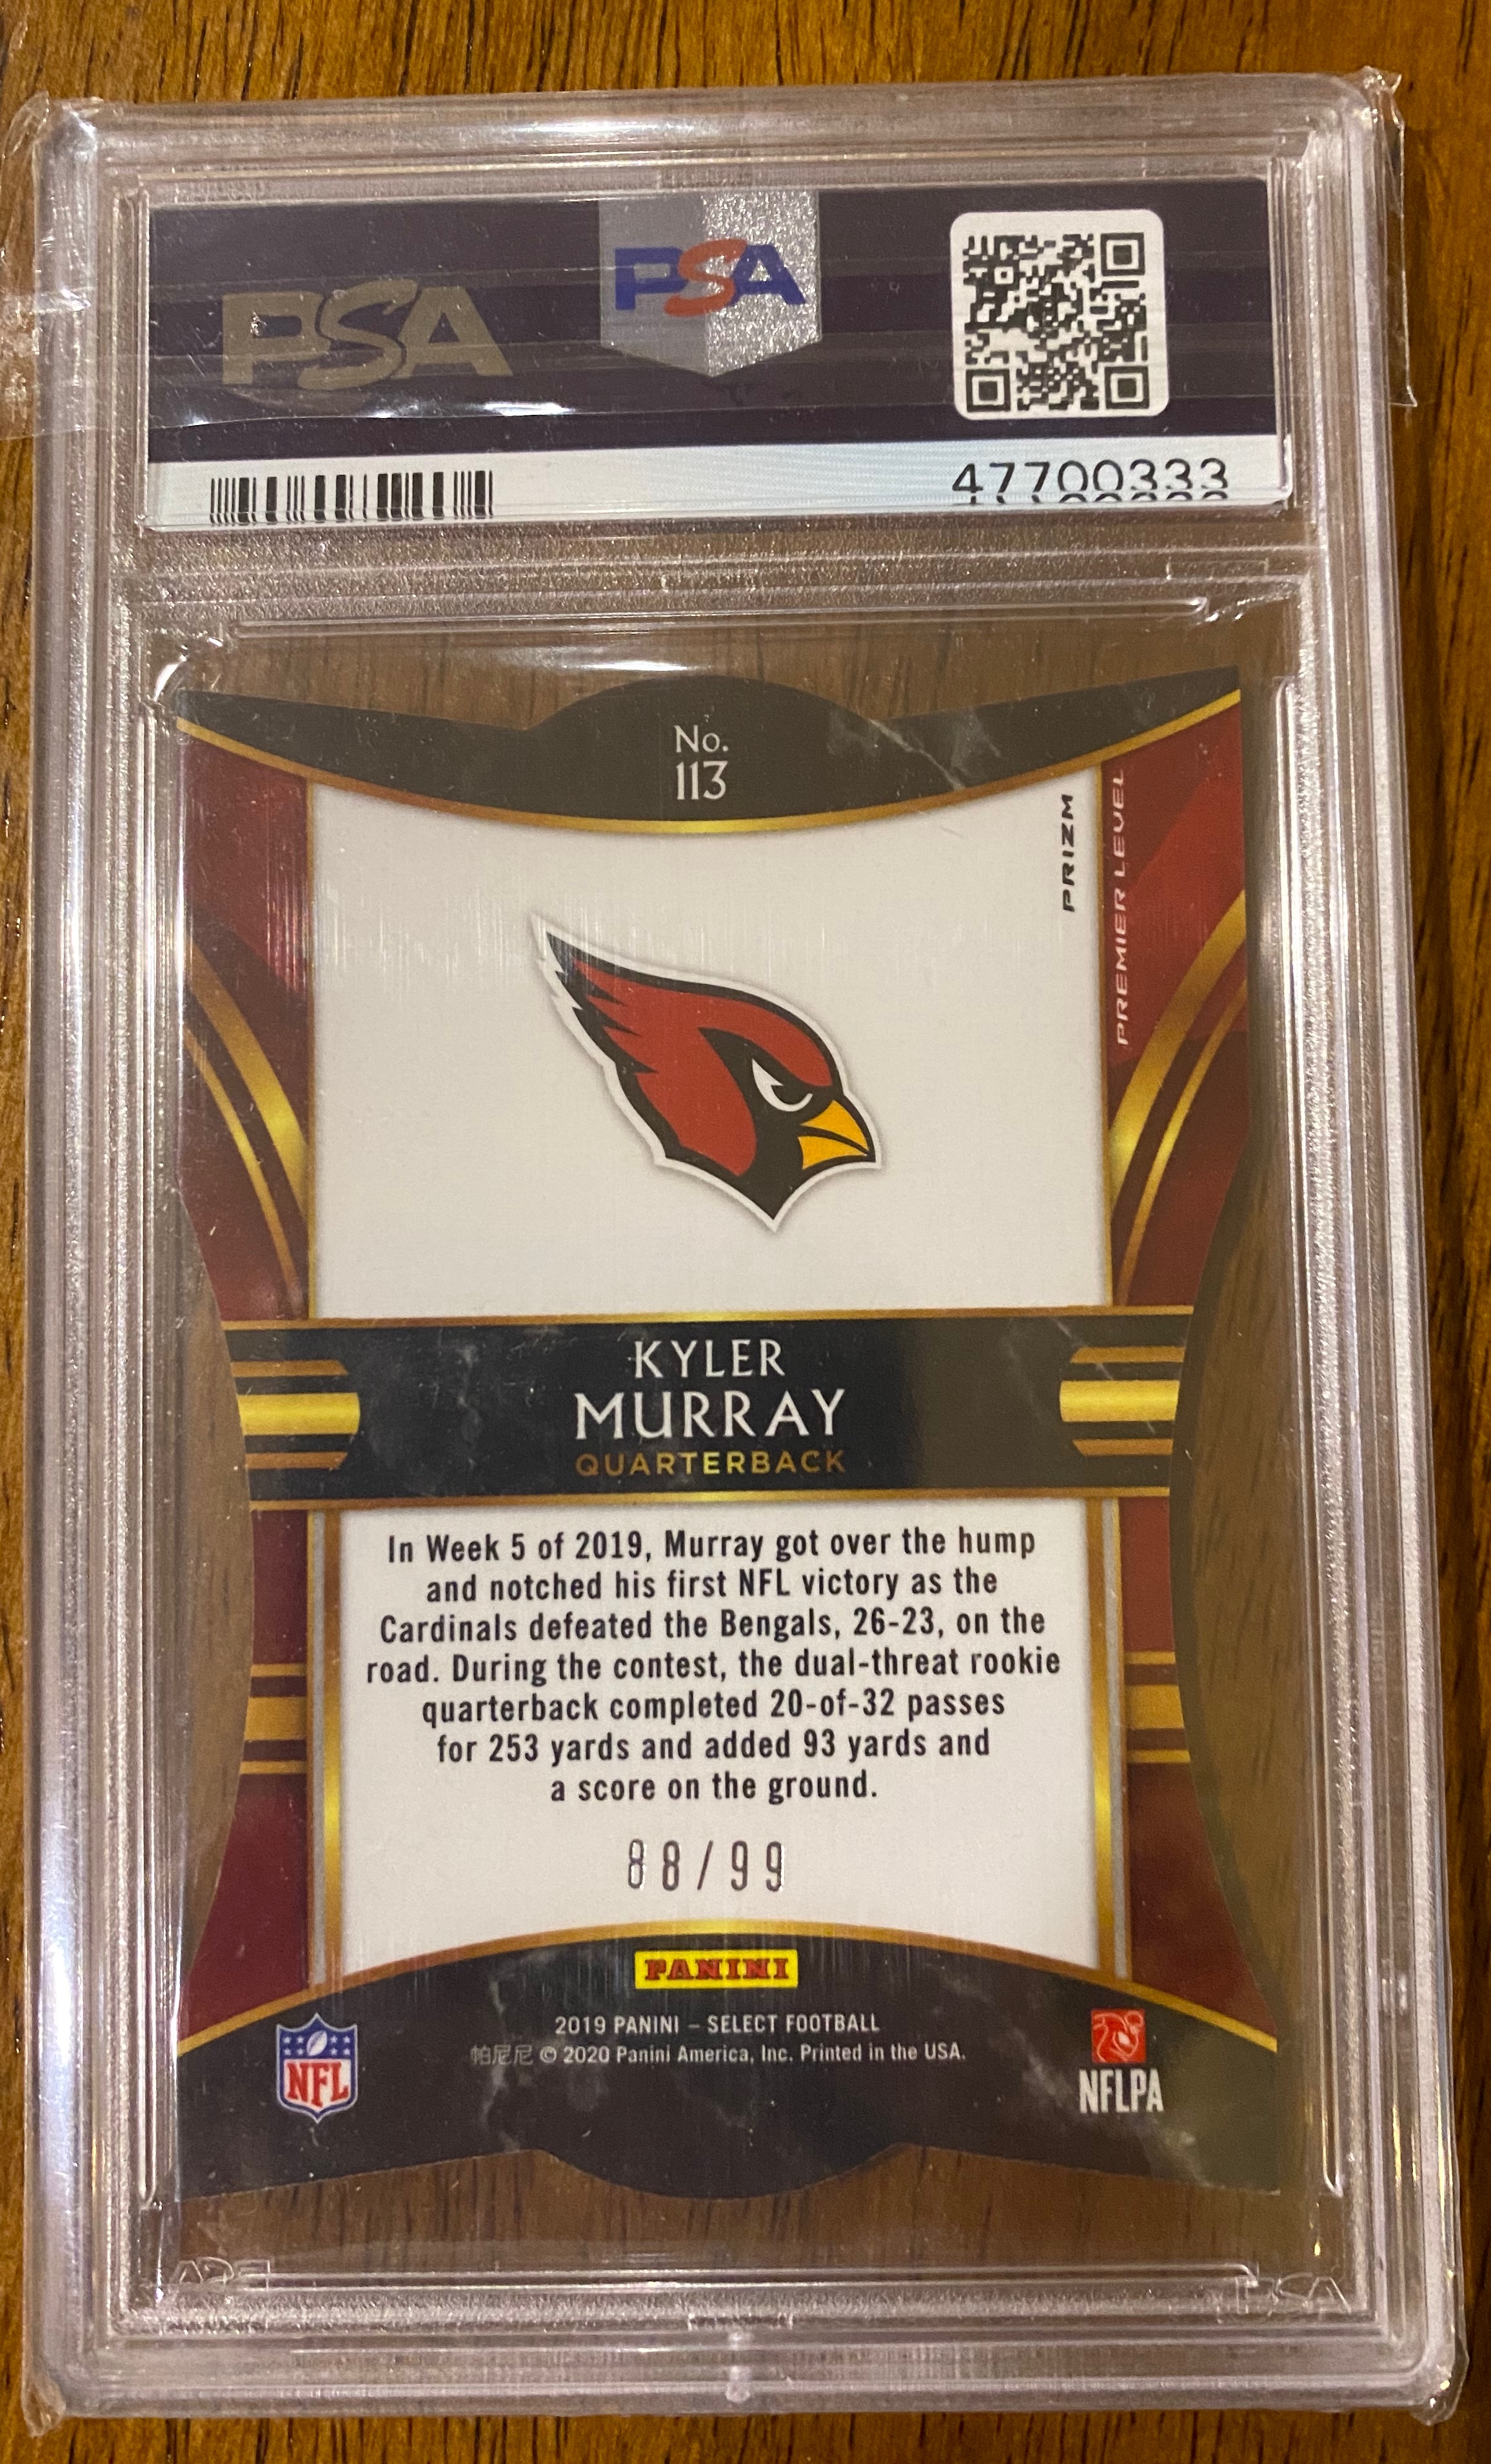 PSA
PSA
47700333
No.
113
PRIZM
PREMIER LEVEL
KYLER
MURRAY
QUARTERBACK
In Week 5 of 2019, Murray got over the hump
and notched his first NFL victory as the
Cardinals defeated the Bengals, 26-23, on the
road. During the contest, the dual-threat rookie
quarterback completed 20-of-32 passes
for 253 yards and added 93 yards and
a score on the ground.
88/99
PANINI
2019 PANINI – SELECT FOOTBALL
帕尼尼 © 2020 Panini America, Inc. Printed in the USA.
NFL
NFLPA
PSA
PSA